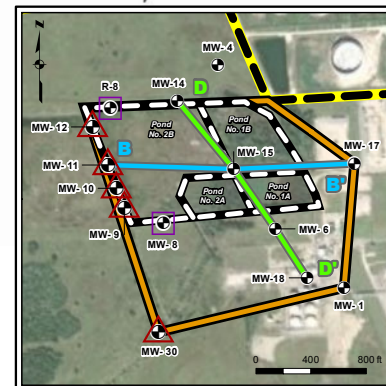 N
MW- 4
R-8
MW-14
D
Pond
No. 2B
Pond
No. 1B
MW- 12
MW- 17
MW- 11
B
MW- 15
B'
MW- 10
Pond
No. 2A
Pond
No. 1A
MW- 9
MW- 8
MW- 6
MW-18
D'
MW- 1
MW- 30
0 400 800 ft